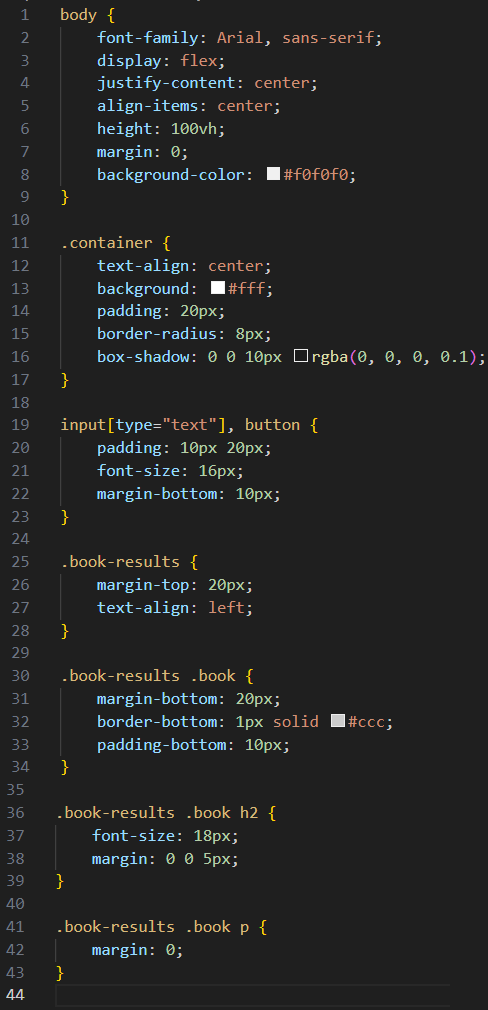 1 body {
2     font-family: Arial, sans-serif;
3     display: flex;
4     justify-content: center;
5     align-items: center;
6     height: 100vh;
7     margin: 0;
8     background-color: #f0f0f0;
9 }
10
11 .container {
12     text-align: center;
13     background: #fff;
14     padding: 20px;
15     border-radius: 8px;
16     box-shadow: 0 0 10px rgba(0, 0, 0, 0.1);
17 }
18
19 input[type="text"], button {
20     padding: 10px 20px;
21     font-size: 16px;
22     margin-bottom: 10px;
23 }
24
25 .book-results {
26     margin-top: 20px;
27     text-align: left;
28 }
29
30 .book-results .book {
31     margin-bottom: 20px;
32     border-bottom: 1px solid #ccc;
33     padding-bottom: 10px;
34 }
35
36 .book-results .book h2 {
37     font-size: 18px;
38     margin: 0 0 5px;
39 }
40
41 .book-results .book p {
42     margin: 0;
43 }
44